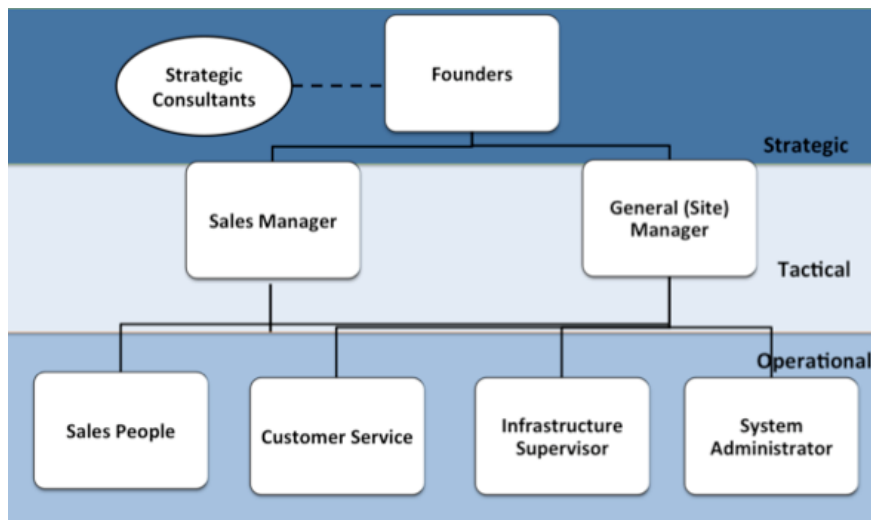 Strategic
Consultants
Founders
Strategic
Sales Manager
General (Site)
Manager
Tactical
Operational
Sales People
Customer Service
Infrastructure
Supervisor
System
Administrator